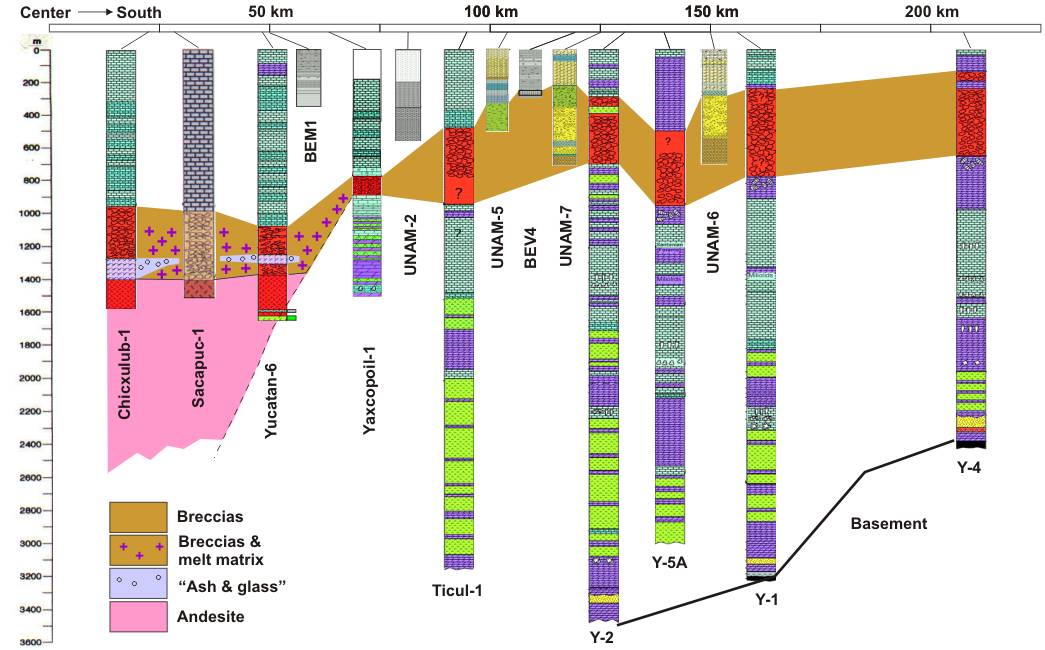 Center → South
50 km
100 km
150 km
200 km
m
0
200
400
600
800
1000
1200
1400
1600
1800
2000
2200
2400
2600
2800
3000
3200
3400
3600
Chicxulub-1
Sacapuc-1
Yucatan-6
BEM1
Yaxcopoil-1
UNAM-2
?
?
Ticul-1
UNAM-5
BEV4
UNAM-7
Y-2
?
Miliolids
Y-5A
UNAM-6
Miliolids
Y-1
Y-4
Basement
Breccias
Breccias &
melt matrix
“Ash & glass”
Andesite